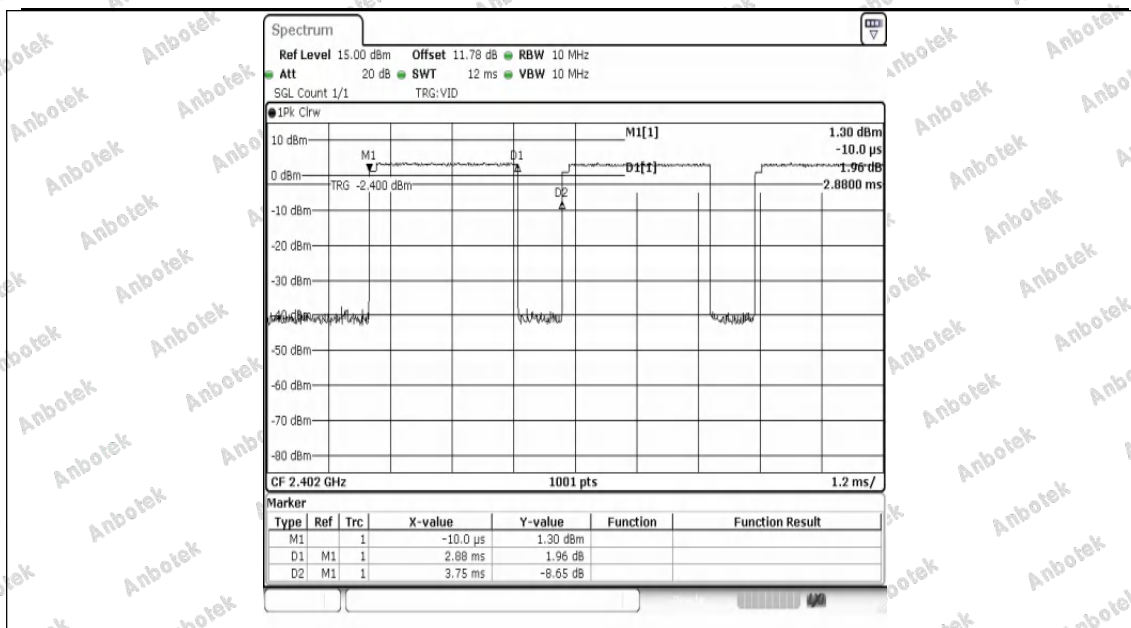 Spectrum
Ref Level 15.00 dBm Offset 11.78 dB RBW 10 MHz
Att 20 dB SWT 12 ms VBW 10 MHz
SGL Count 1/1 TRG:VID
1Pk Clrw
M1[1] 1.30 dBm
-10.0 µs
D1[1] 1.96 dB
2.8800 ms
10 dBm
M1
D1
0 dBm
TRG -2.400 dBm
D2
-10 dBm
-20 dBm
-30 dBm
-40 dBm
-50 dBm
-60 dBm
-70 dBm
-80 dBm
CF 2.402 GHz 1001 pts 1.2 ms/
Marker
Type Ref Trc X-value Y-value Function Function Result
M1 1 -10.0 µs 1.30 dBm
D1 M1 1 2.88 ms 1.96 dB
D2 M1 1 3.75 ms -8.65 dB
Anbotek